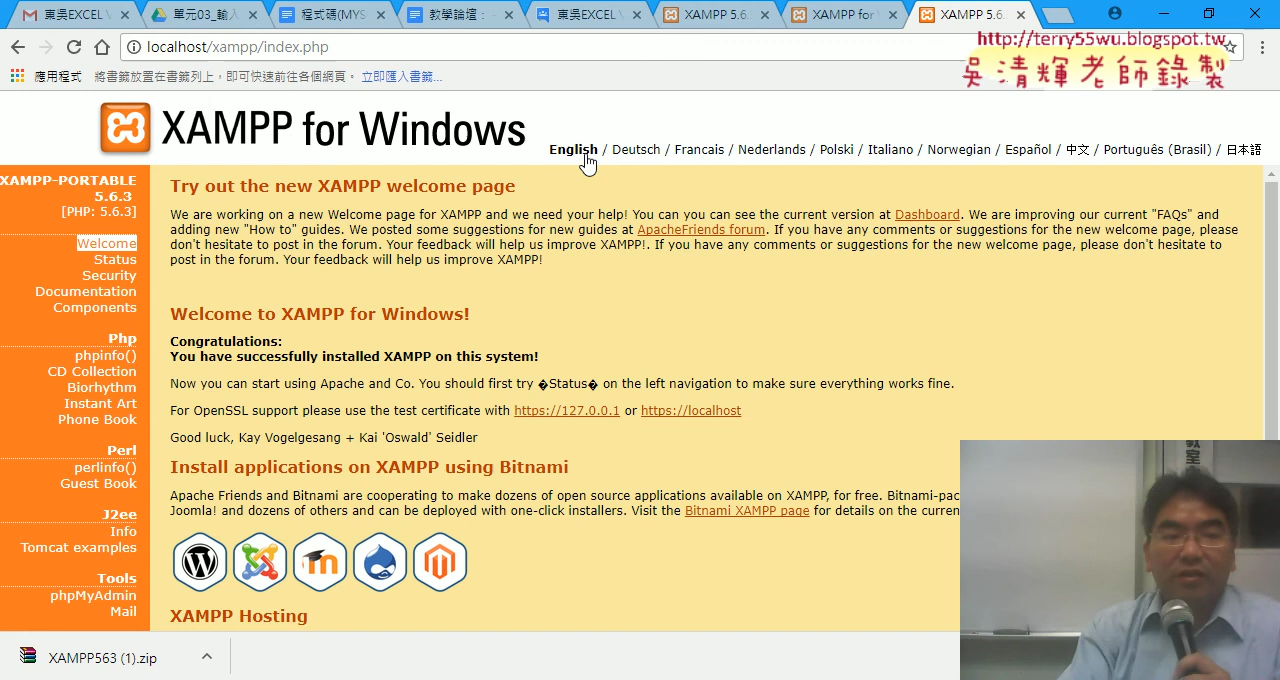 東吳EXCEL V
單元03_輸入
程式碼(MYS
教學論壇：
東吳EXCEL V
XAMPP 5.6.
XAMPP for W
XAMPP 5.6.
localhost/xampp/index.php
http://terry55wu.blogspot.tw
吳清輝老師錄製
應用程式 將書籤放置在書籤列上，即可快速前往各個網頁。 立即匯入書籤...
XAMPP for Windows
English / Deutsch / Francais / Nederlands / Polski / Italiano / Norwegian / Español / 中文 / Português (Brasil) / 日本語
XAMPP-PORTABLE
5.6.3
[PHP: 5.6.3]
Welcome
Status
Security
Documentation
Components
Php
phpinfo()
CD Collection
Biorhythm
Instant Art
Phone Book
Perl
perlinfo()
Guest Book
J2ee
Info
Tomcat examples
Tools
phpMyAdmin
Mail
Try out the new XAMPP welcome page
We are working on a new Welcome page for XAMPP and we need your help! You can you can see the current version at Dashboard. We are improving our current "FAQs" and
adding new "How to" guides. We posted some suggestions for new guides at ApacheFriends forum. If you have any comments or suggestions for the new welcome page, please
don't hesitate to post in the forum. Your feedback will help us improve XAMPP!. If you have any comments or suggestions for the new welcome page, please don't hesitate to
post in the forum. Your feedback will help us improve XAMPP!
Welcome to XAMPP for Windows!
Congratulations:
You have successfully installed XAMPP on this system!
Now you can start using Apache and Co. You should first try �Status� on the left navigation to make sure everything works fine.
For OpenSSL support please use the test certificate with https://127.0.0.1 or https://localhost
Good luck, Kay Vogelgesang + Kai 'Oswald' Seidler
Install applications on XAMPP using Bitnami
Apache Friends and Bitnami are cooperating to make dozens of open source applications available on XAMPP, for free. Bitnami-pac
Joomla! and dozens of others and can be deployed with one-click installers. Visit the Bitnami XAMPP page for details on the curren
XAMPP Hosting
XAMPP563 (1).zip
教室